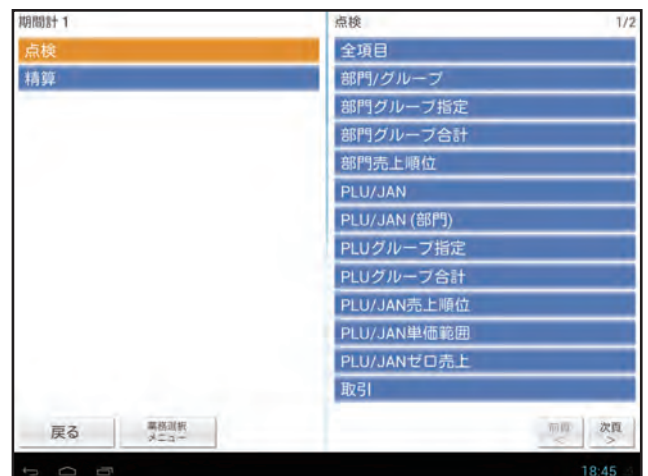 期間計 1
点検
精算
点検 1/2
全項目
部門/グループ
部門グループ指定
部門グループ合計
部門売上順位
PLU/JAN
PLU/JAN (部門)
PLUグループ指定
PLUグループ合計
PLU/JAN売上順位
PLU/JAN単価範囲
PLU/JANゼロ売上
取引
戻る
業務選択
メニュー
前頁
<
次頁
>
18:45